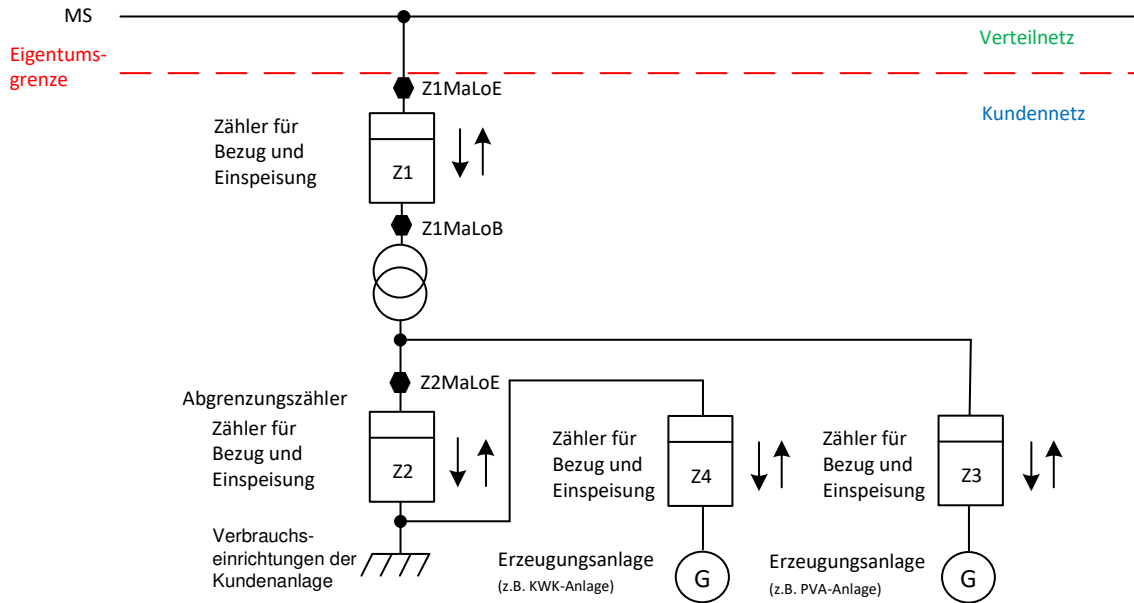 MS
Verteilnetz
Eigentums-
grenze
Z1MaLoE
Kundennetz
Zähler für
Bezug und
Einspeisung
Z1
Z1MaLoB
Z2MaLoE
Abgrenzungszähler
Zähler für
Bezug und
Einspeisung
Z2
Zähler für
Bezug und
Einspeisung
Z4
Zähler für
Bezug und
Einspeisung
Z3
Verbrauchs-
einrichtungen der
Kundenanlage
Erzeugungsanlage
(z.B. KWK-Anlage)
G
Erzeugungsanlage
(z.B. PVA-Anlage)
G